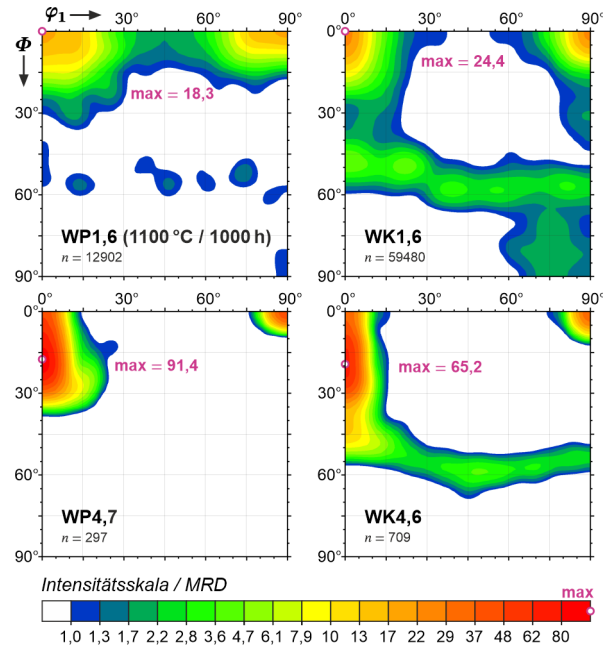 φ₁ →
Φ ↓
0° 30° 60° 90°
0°
30°
60°
90°
max = 18,3
WP1,6 (1100 °C / 1000 h)
n = 12902
0° 30° 60° 90°
0°
30°
60°
90°
max = 24,4
WK1,6
n = 59480
0° 30° 60° 90°
0°
30°
60°
90°
max = 91,4
WP4,7
n = 297
0° 30° 60° 90°
0°
30°
60°
90°
max = 65,2
WK4,6
n = 709
Intensitätsskala / MRD
max
1,0 1,3 1,7 2,2 2,8 3,6 4,7 6,1 7,9 10 13 17 22 29 37 48 62 80